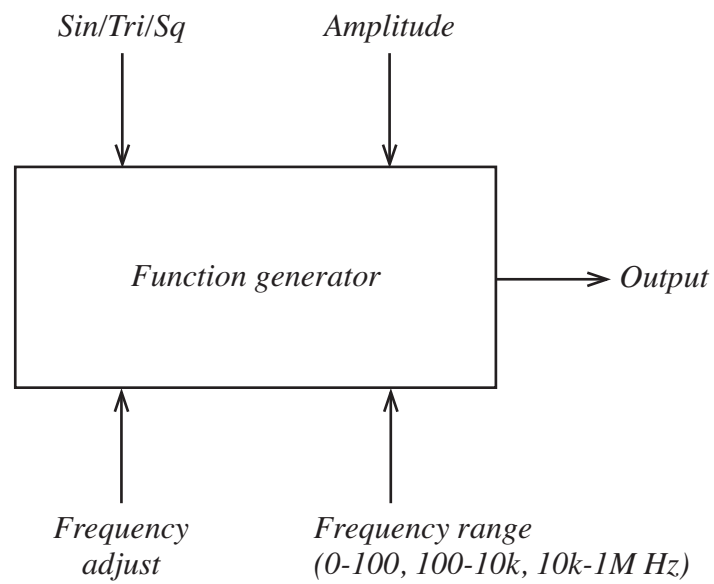 Sin/Tri/Sq
Amplitude
Function generator
Output
Frequency
adjust
Frequency range
(0-100, 100-10k, 10k-1M Hz)